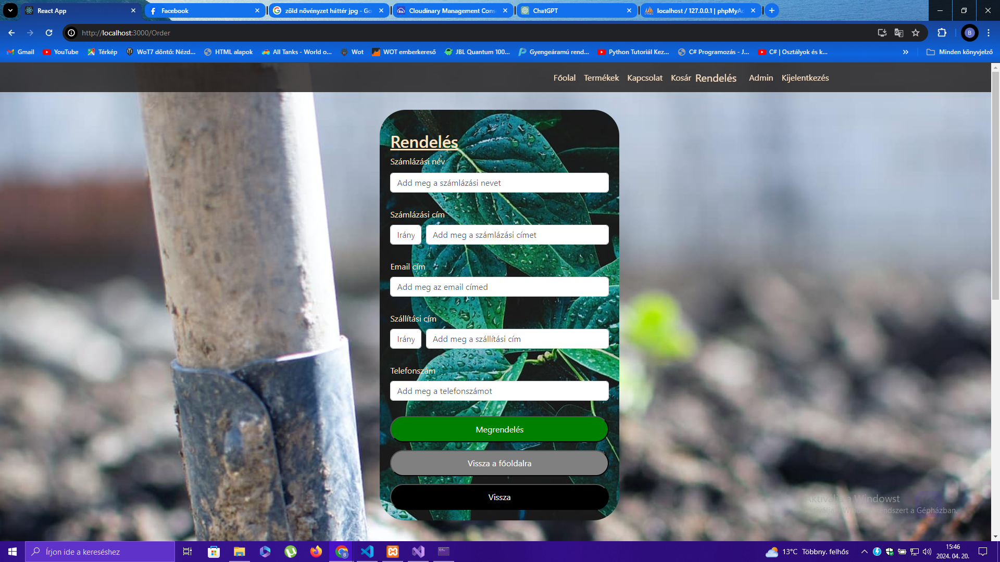 React App
Facebook
zöld növényzet háttér jpg - Go
Cloudinary Management Cons
ChatGPT
localhost / 127.0.0.1 | phpMyAd
http://localhost:3000/Order
B
Gmail
YouTube
Térkép
WoT7 döntő: Nézd...
HTML alapok
All Tanks - World o...
Wot
WOT emberkereső
JBL Quantum 100...
Gyengeáramú rend...
Python Tutoriál Kez...
C# Programozás - J...
C# | Osztályok és k...
Minden könyvjelző
Főolal
Termékek
Kapcsolat
Kosár
Rendelés
Admin
Kijelentkezés
Rendelés
Számlázási név
Add meg a számlázási nevet
Számlázási cím
Irány
Add meg a számlázási címet
Email cím
Add meg az email címed
Szállítási cím
Irány
Add meg a szállítási cím
Telefonszám
Add meg a telefonszámot
Megrendelés
Vissza a főoldalra
Vissza
Aktiválja a Windowst
Aktiválja a Windows rendszert a Gépházban.
Írjon ide a kereséshez
13°C Többny. felhős
15:46
2024. 04. 20.